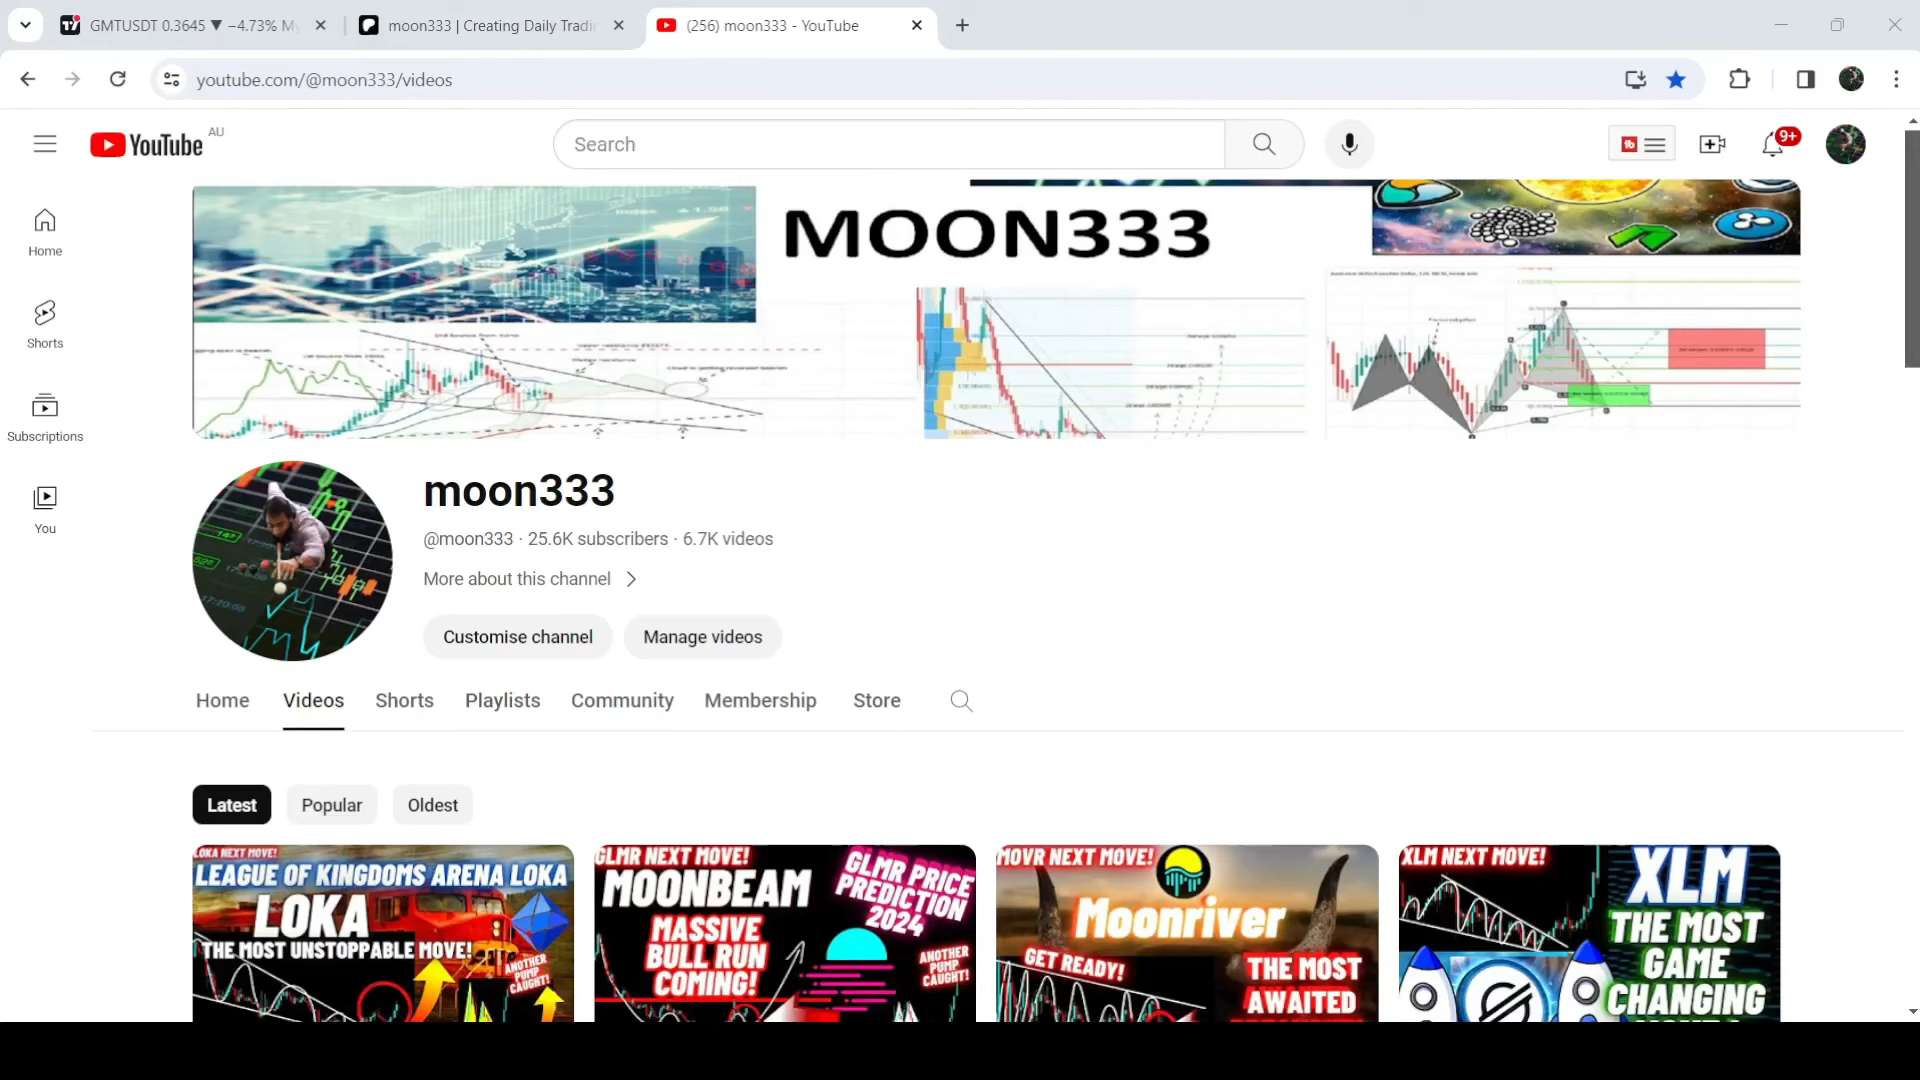 GMTUSDT 0.3645 ▼ −4.73% My
moon333 | Creating Daily Tradin
(256) moon333 - YouTube
youtube.com/@moon333/videos
YouTube AU
Search
9+
Home
Shorts
Subscriptions
You
MOON333
moon333
@moon333 · 25.6K subscribers · 6.7K videos
More about this channel
Customise channel
Manage videos
Home
Videos
Shorts
Playlists
Community
Membership
Store
Latest
Popular
Oldest
LOKA NEXT MOVE!
LEAGUE OF KINGDOMS ARENA LOKA
LOKA
THE MOST UNSTOPPABLE MOVE!
ANOTHER
PUMP
CAUGHT!
GLMR NEXT MOVE!
MOONBEAM
MASSIVE
BULL RUN
COMING!
GLMR PRICE
PREDICTION
2024
ANOTHER
PUMP
CAUGHT!
MOVR NEXT MOVE!
Moonriver
GET READY!
THE MOST
AWAITED
XLM NEXT MOVE!
XLM
THE MOST
GAME
CHANGING